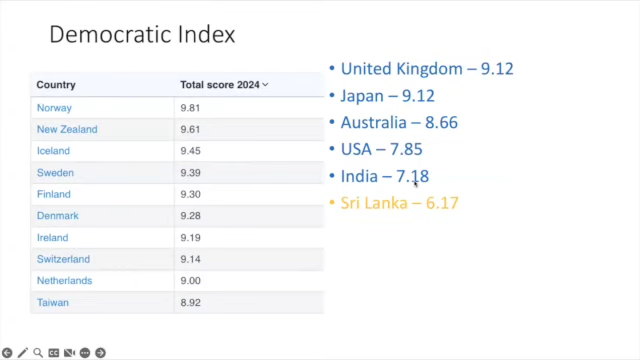 Democratic Index
Country Total score 2024
Norway 9.81
New Zealand 9.61
Iceland 9.45
Sweden 9.39
Finland 9.30
Denmark 9.28
Ireland 9.19
Switzerland 9.14
Netherlands 9.00
Taiwan 8.92
• United Kingdom – 9.12
• Japan – 9.12
• Australia – 8.66
• USA – 7.85
• India – 7.18
• Sri Lanka – 6.17